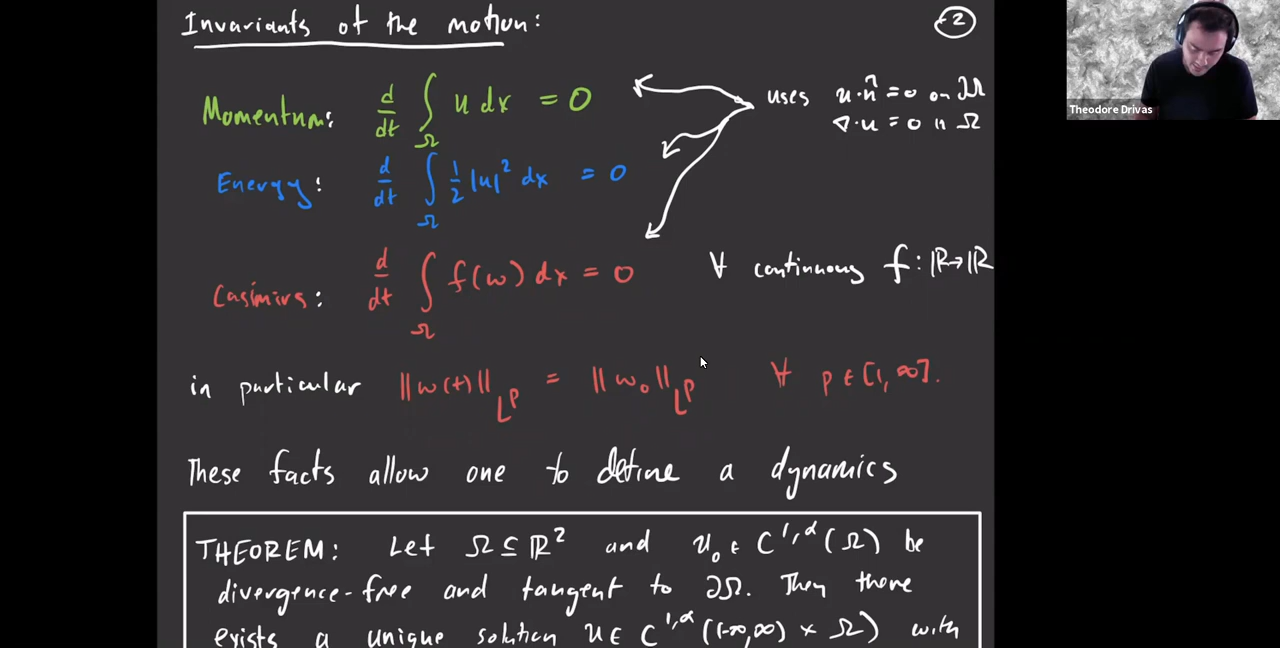 Invariants of the motion:
2
Momentum: d/dt ∫_Ω u dx = 0
uses u·n̂ = 0 on ∂Ω
∇·u = 0 in Ω
Energy: d/dt ∫_Ω 1/2 |u|² dx = 0
Casimirs: d/dt ∫_Ω f(ω) dx = 0 ∀ continuous f: ℝ→ℝ
in particular ||ω(t)||_{L^p} = ||ω₀||_{L^p} ∀ p ∈ [1, ∞].
These facts allow one to define a dynamics
THEOREM: Let Ω ⊆ ℝ² and u₀ ∈ C^{1,α}(Ω) be
divergence-free and tangent to ∂Ω. Then there
exists a unique solution u ∈ C^{1,α}((-∞,∞) × Ω) with
Theodore Drivas